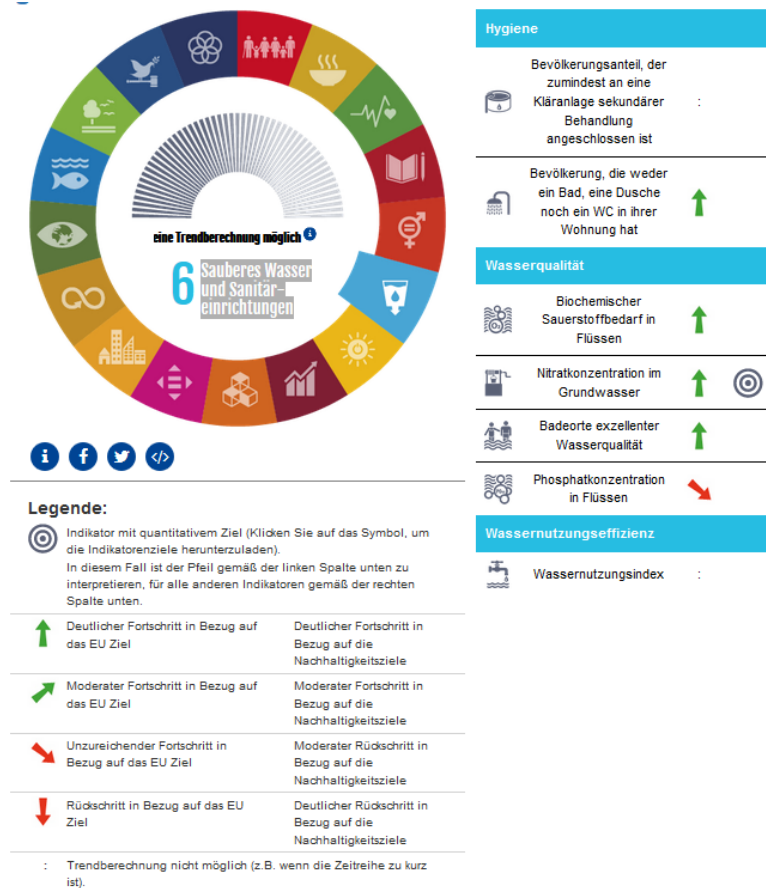 eine Trendberechnung möglich i
6 Sauberes Wasser
und Sanitär-
einrichtungen
i f </>
Legende:
Indikator mit quantitativem Ziel (Klicken Sie auf das Symbol, um
die Indikatorenziele herunterzuladen).
In diesem Fall ist der Pfeil gemäß der linken Spalte unten zu
interpretieren, für alle anderen Indikatoren gemäß der rechten
Spalte unten.
Deutlicher Fortschritt in Bezug auf
das EU Ziel
Deutlicher Fortschritt in
Bezug auf die
Nachhaltigkeitsziele
Moderater Fortschritt in Bezug auf
das EU Ziel
Moderater Fortschritt in
Bezug auf die
Nachhaltigkeitsziele
Unzureichender Fortschritt in
Bezug auf das EU Ziel
Moderater Rückschritt in
Bezug auf die
Nachhaltigkeitsziele
Rückschritt in Bezug auf das EU
Ziel
Deutlicher Rückschritt in
Bezug auf die
Nachhaltigkeitsziele
: Trendberechnung nicht möglich (z.B. wenn die Zeitreihe zu kurz
ist).
Hygiene
Bevölkerungsanteil, der
zumindest an eine
Kläranlage sekundärer :
Behandlung
angeschlossen ist
Bevölkerung, die weder
ein Bad, eine Dusche
noch ein WC in ihrer
Wohnung hat
Wasserqualität
Biochemischer
Sauerstoffbedarf in
Flüssen
Nitratkonzentration im
Grundwasser
Badeorte exzellenter
Wasserqualität
Phosphatkonzentration
in Flüssen
Wassernutzungseffizienz
Wassernutzungsindex :